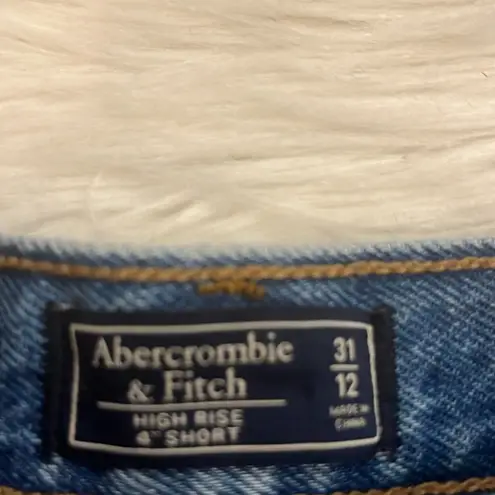 Abercrombie
& Fitch
HIGH RISE
4" SHORT
31
12
MADE IN
CHINA